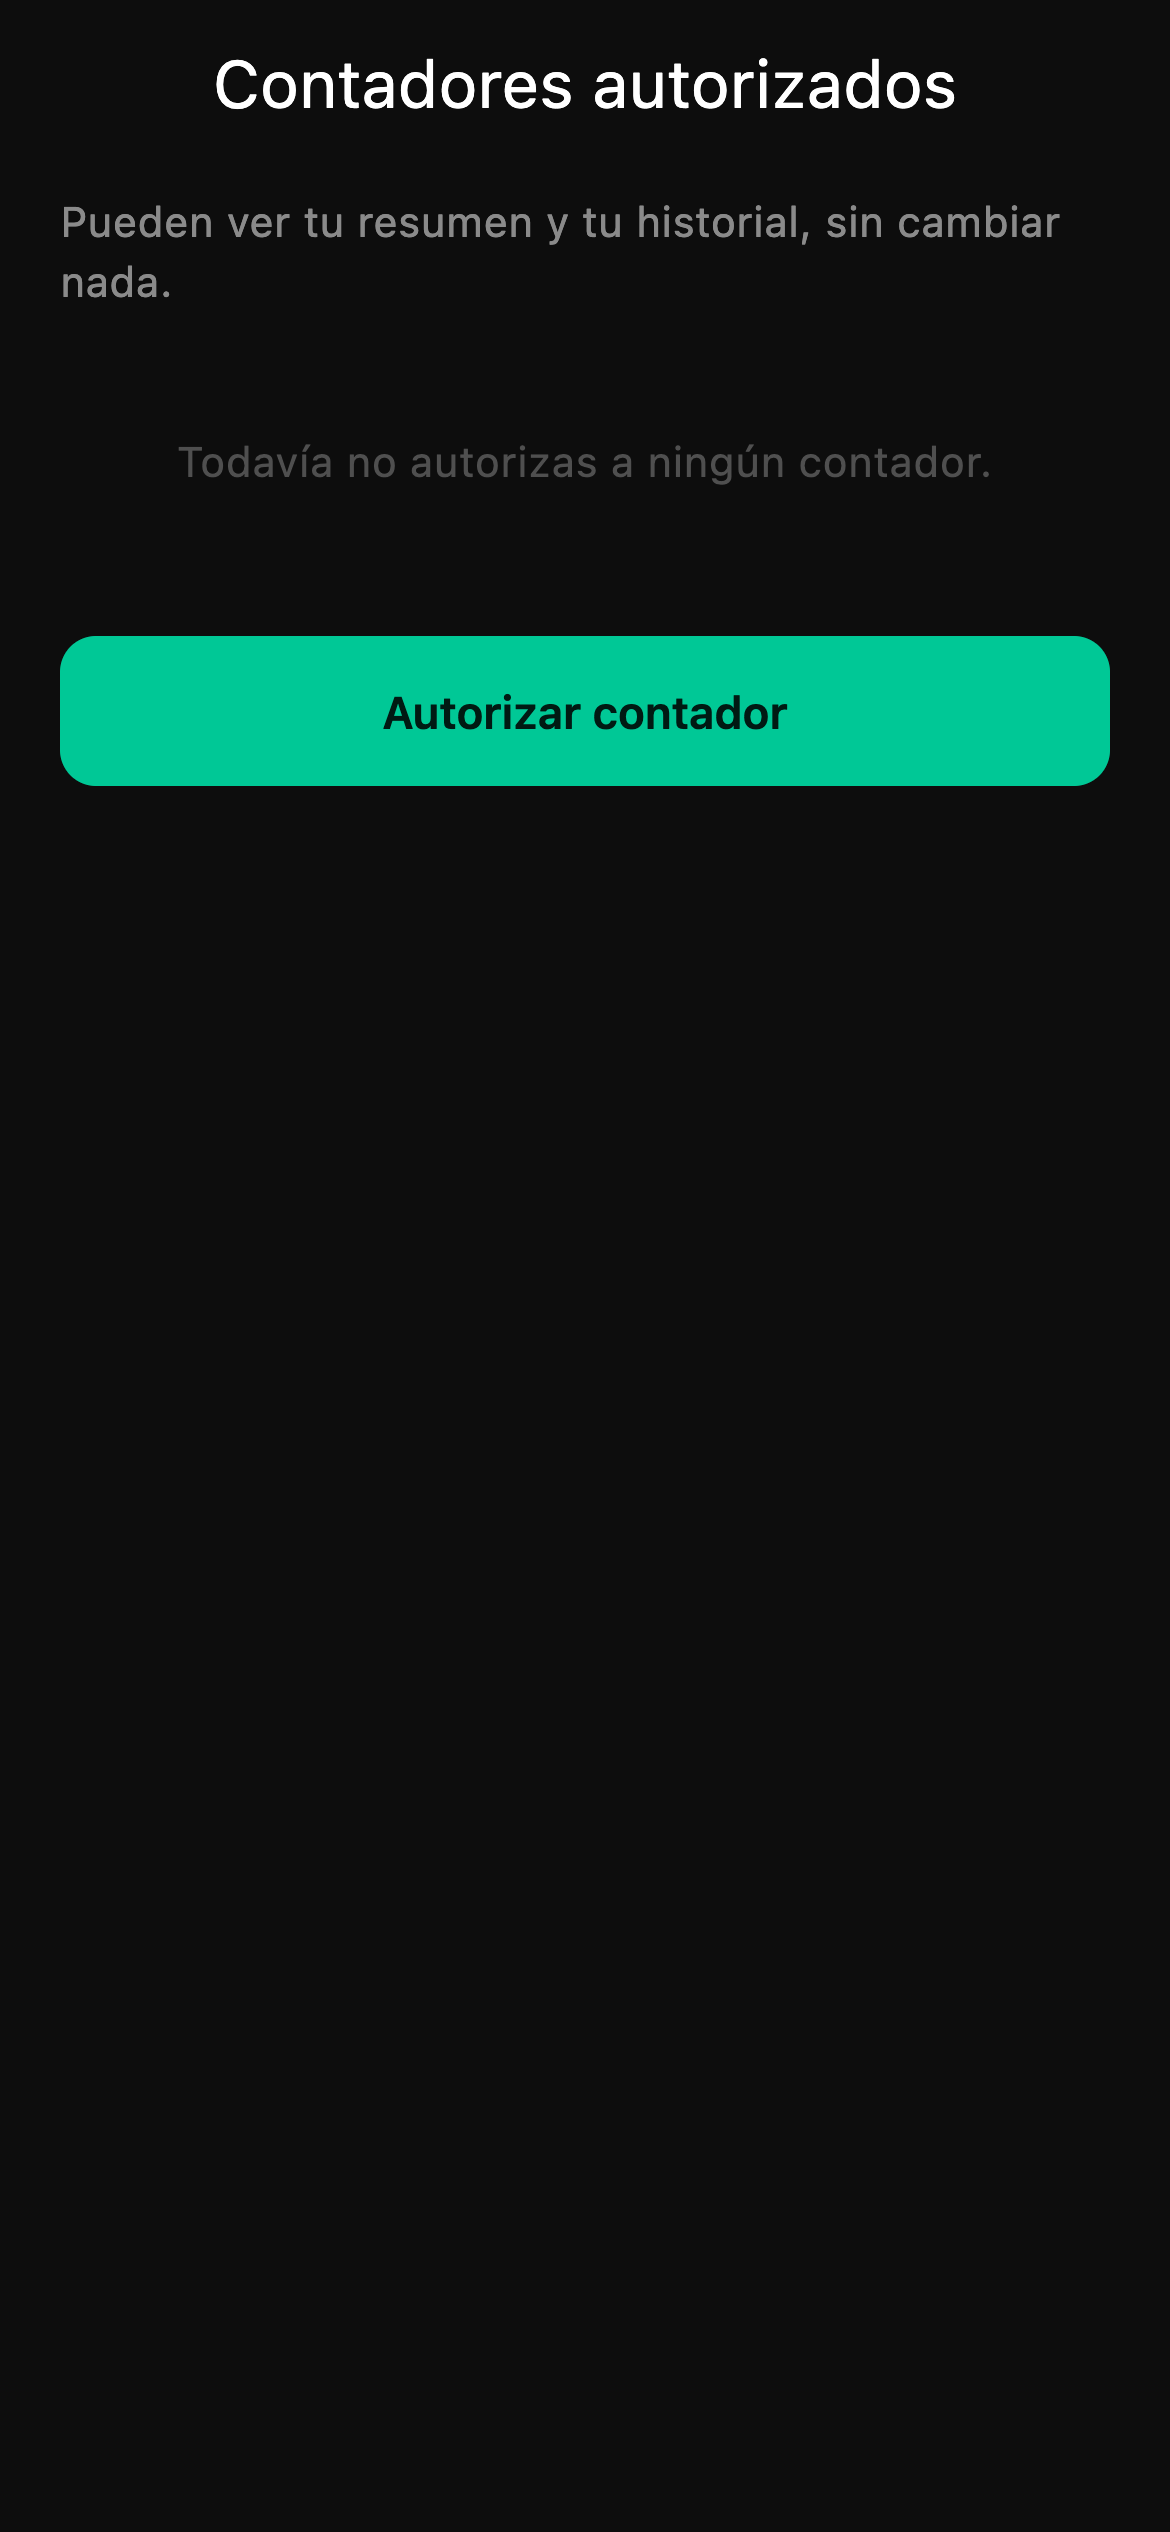 Contadores autorizados
Pueden ver tu resumen y tu historial, sin cambiar
nada.
Todavía no autorizas a ningún contador.
Autorizar contador